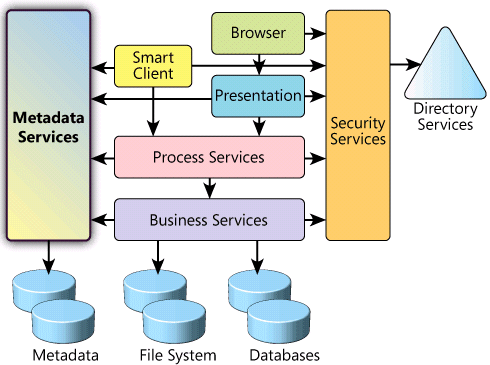 Browser
Smart
Client
Presentation
Metadata
Services
Security
Services
Directory
Services
Process Services
Business Services
Metadata
File System
Databases